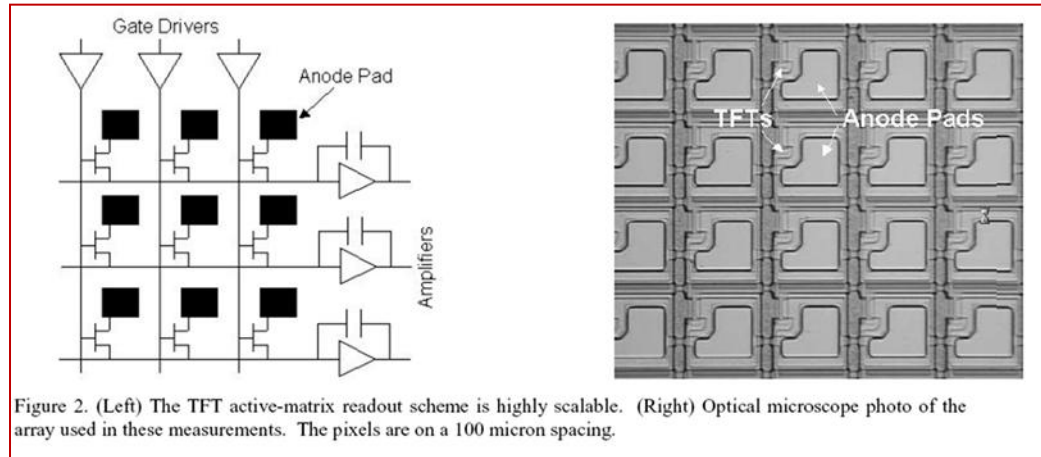 Gate Drivers
Anode Pad
Amplifiers
TFTs
Anode Pads
Figure 2. (Left) The TFT active-matrix readout scheme is highly scalable. (Right) Optical microscope photo of the
array used in these measurements. The pixels are on a 100 micron spacing.